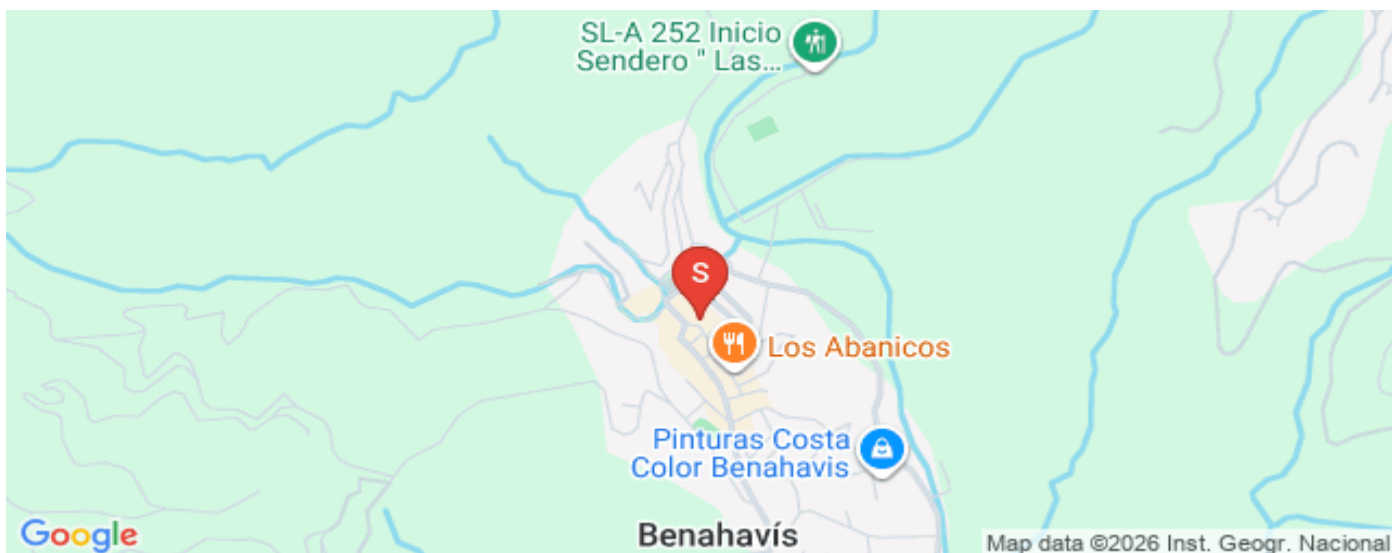 SL-A 252 Inicio
Sendero " Las...
S
Los Abanicos
Pinturas Costa
Color Benahavis
Benahavís
Google
Map data ©2026 Inst. Geogr. Nacional